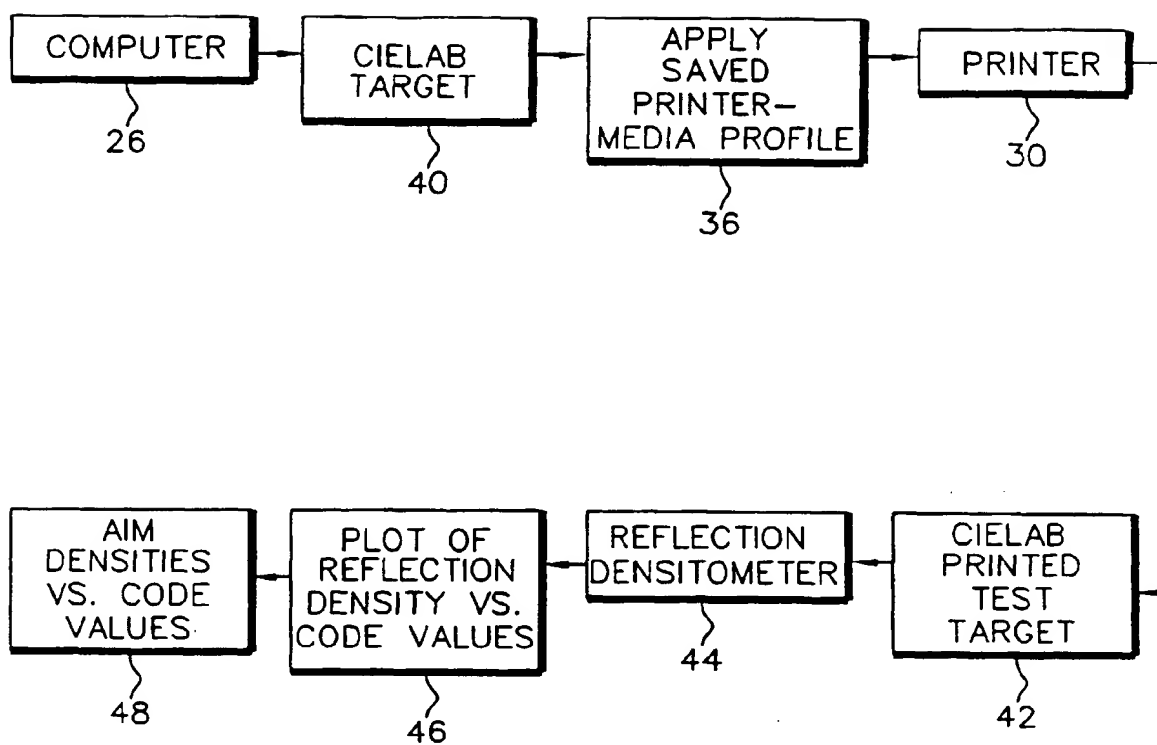 COMPUTER
26
CIELAB
TARGET
40
APPLY
SAVED
PRINTER-
MEDIA PROFILE
36
PRINTER
30
AIM
DENSITIES
VS. CODE
VALUES
48
PLOT OF
REFLECTION
DENSITY VS.
CODE VALUES
46
REFLECTION
DENSITOMETER
44
CIELAB
PRINTED
TEST
TARGET
42